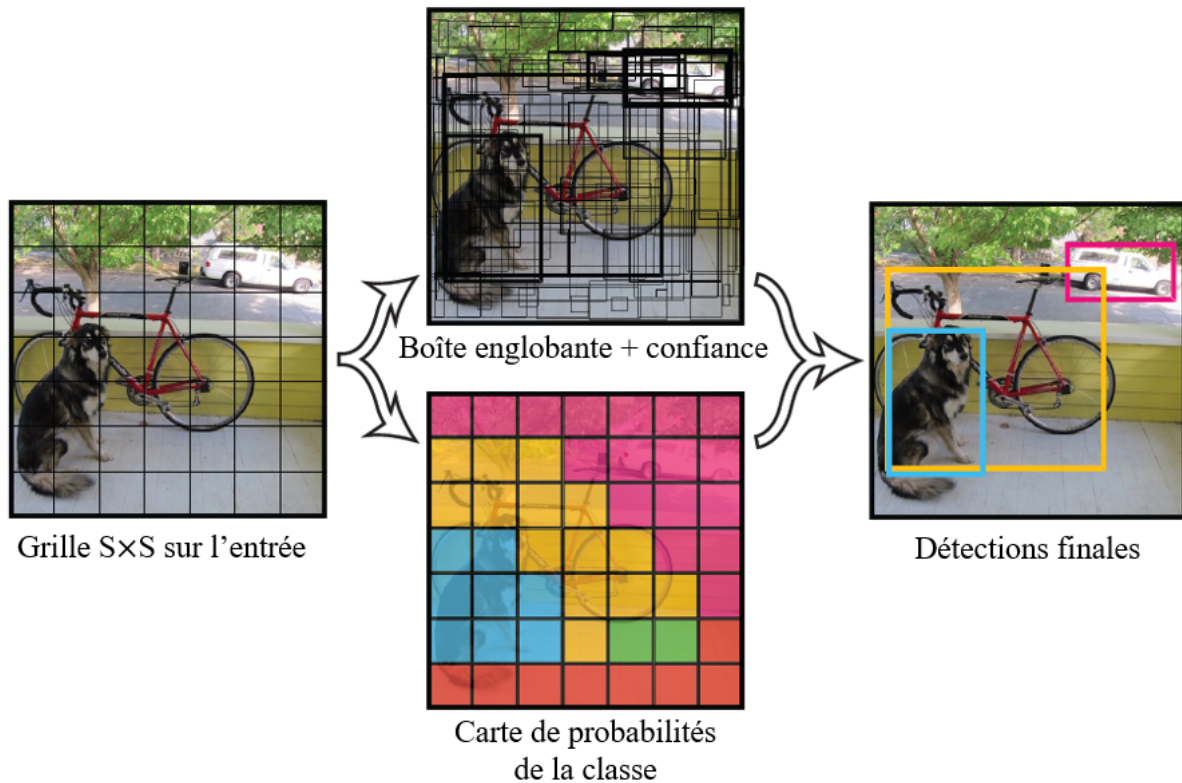 Grille S×S sur l'entrée
Boîte englobante + confiance
Carte de probabilités
de la classe
Détections finales